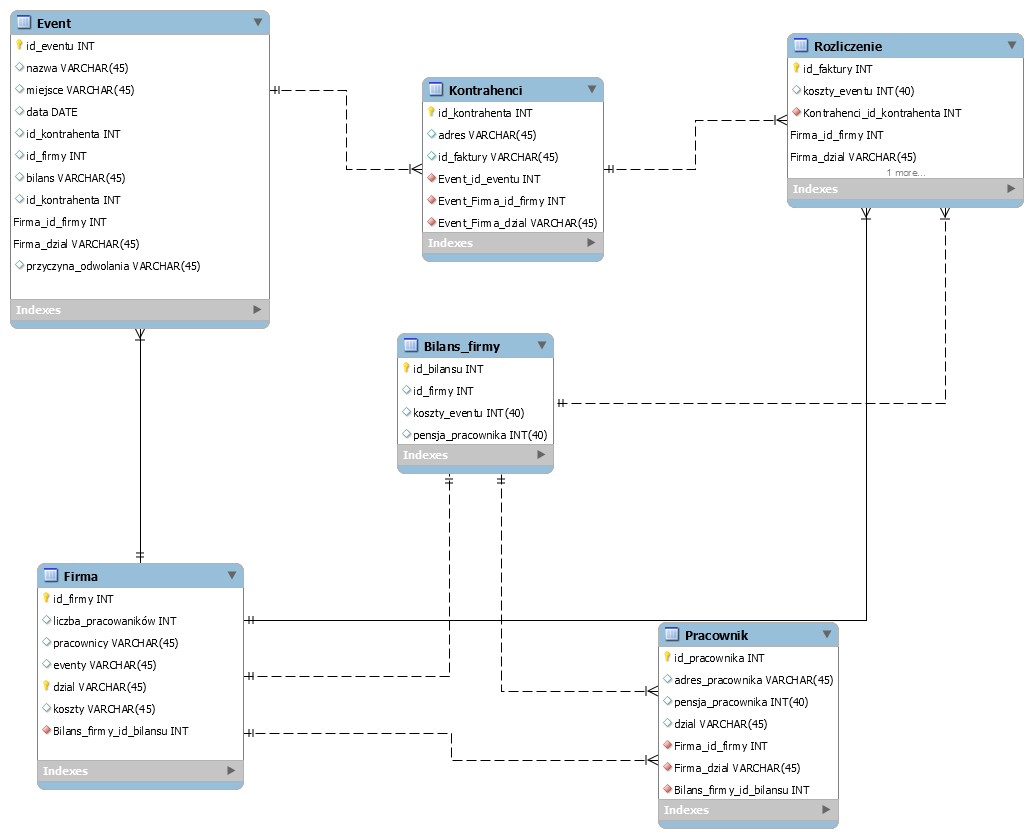 Event
id_eventu INT
nazwa VARCHAR(45)
miejsce VARCHAR(45)
data DATE
id_kontrahenta INT
id_firmy INT
bilans VARCHAR(45)
id_kontrahenta INT
Firma_id_firmy INT
Firma_dzial VARCHAR(45)
przyczyna_odwolania VARCHAR(45)
Indexes
Kontrahenci
id_kontrahenta INT
adres VARCHAR(45)
id_faktury VARCHAR(45)
Event_id_eventu INT
Event_Firma_id_firmy INT
Event_Firma_dzial VARCHAR(45)
Indexes
Rozliczenie
id_faktury INT
koszty_eventu INT(40)
Kontrahenci_id_kontrahenta INT
Firma_id_firmy INT
Firma_dzial VARCHAR(45)
1 more...
Indexes
Bilans_firmy
id_bilansu INT
id_firmy INT
koszty_eventu INT(40)
pensja_pracownika INT(40)
Indexes
Firma
id_firmy INT
liczba_pracowaników INT
pracownicy VARCHAR(45)
eventy VARCHAR(45)
dzial VARCHAR(45)
koszty VARCHAR(45)
Bilans_firmy_id_bilansu INT
Indexes
Pracownik
id_pracownika INT
adres_pracownika VARCHAR(45)
pensja_pracownika INT(40)
dzial VARCHAR(45)
Firma_id_firmy INT
Firma_dzial VARCHAR(45)
Bilans_firmy_id_bilansu INT
Indexes